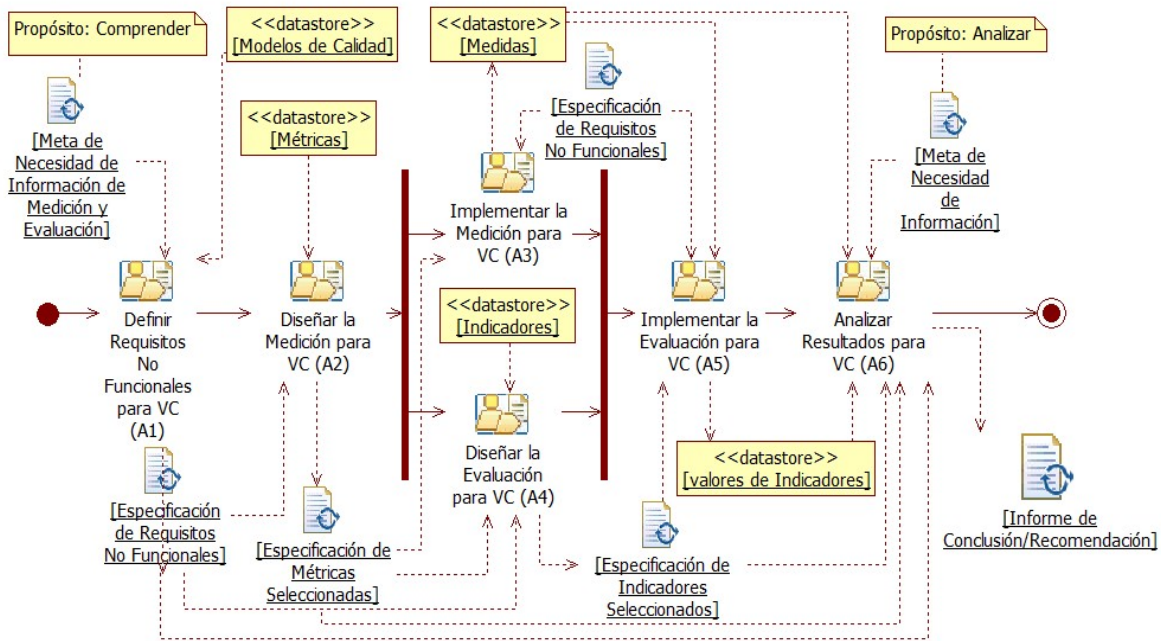 Propósito: Comprender
<<datastore>>
[Modelos de Calidad]
<<datastore>>
[Medidas]
Propósito: Analizar
[Meta de
Necesidad de
Información de
Medición y
Evaluación]
<<datastore>>
[Métricas]
[Especificación
de Requisitos
No Funcionales]
[Meta de
Necesidad
de
Información]
Implementar la
Medición para
VC (A3)
Definir
Requisitos
No
Funcionales
para VC
(A1)
Diseñar la
Medición para
VC (A2)
<<datastore>>
[Indicadores]
Implementar la
Evaluación para
VC (A5)
Analizar
Resultados para
VC (A6)
Diseñar la
Evaluación
para VC (A4)
<<datastore>>
[valores de Indicadores]
[Especificación
de Requisitos
No Funcionales]
[Especificación de
Métricas
Seleccionadas]
[Especificación de
Indicadores
Seleccionados]
[Informe de
Conclusión/Recomendación]